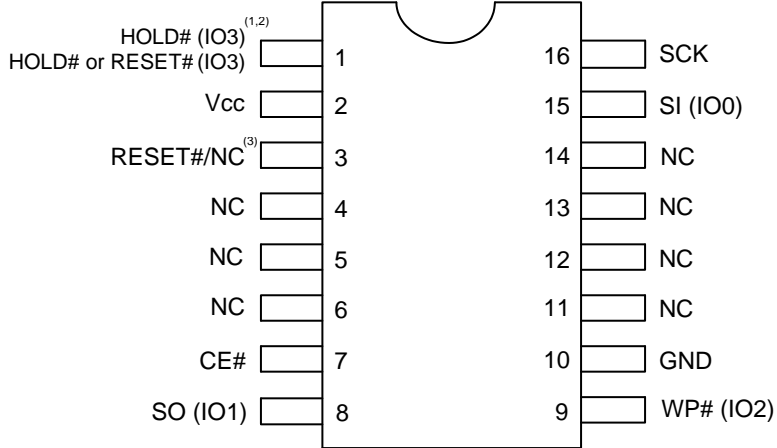 HOLD# (IO3) (1,2)
HOLD# or RESET# (IO3)
1
16
SCK
Vcc
2
15
SI (IO0)
RESET#/NC (3)
3
14
NC
NC
4
13
NC
NC
5
12
NC
NC
6
11
NC
CE#
7
10
GND
SO (IO1)
8
9
WP# (IO2)